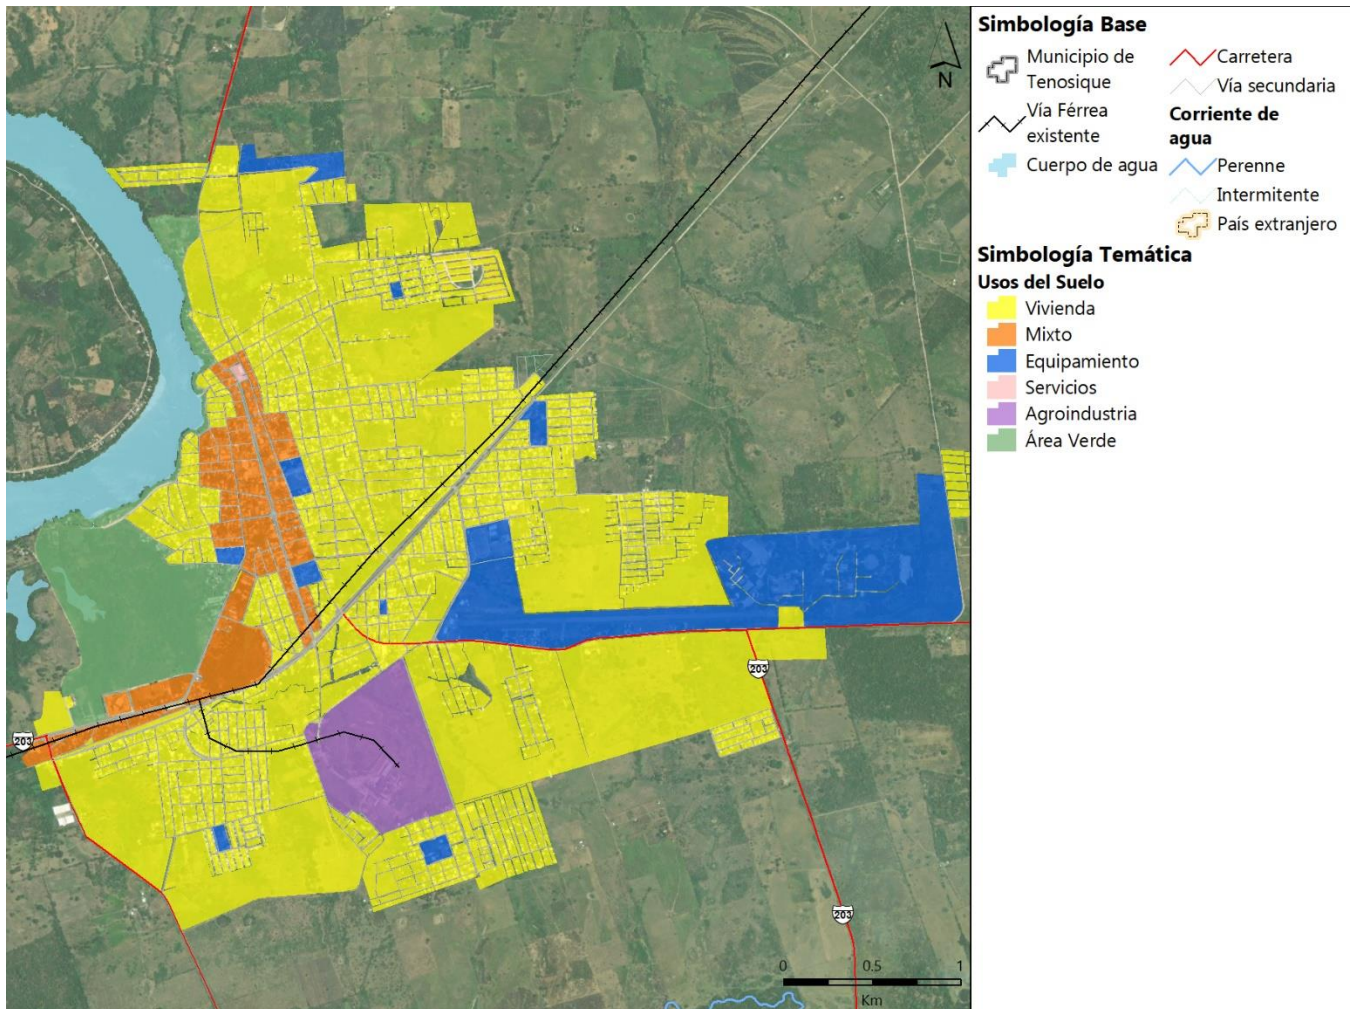 N
203
203
203
0 0.5 1
Km
Simbología Base
Municipio de
Tenosique
Vía Férrea
existente
Cuerpo de agua
Carretera
Vía secundaria
Corriente de
agua
Perenne
Intermitente
País extranjero
Simbología Temática
Usos del Suelo
Vivienda
Mixto
Equipamiento
Servicios
Agroindustria
Área Verde